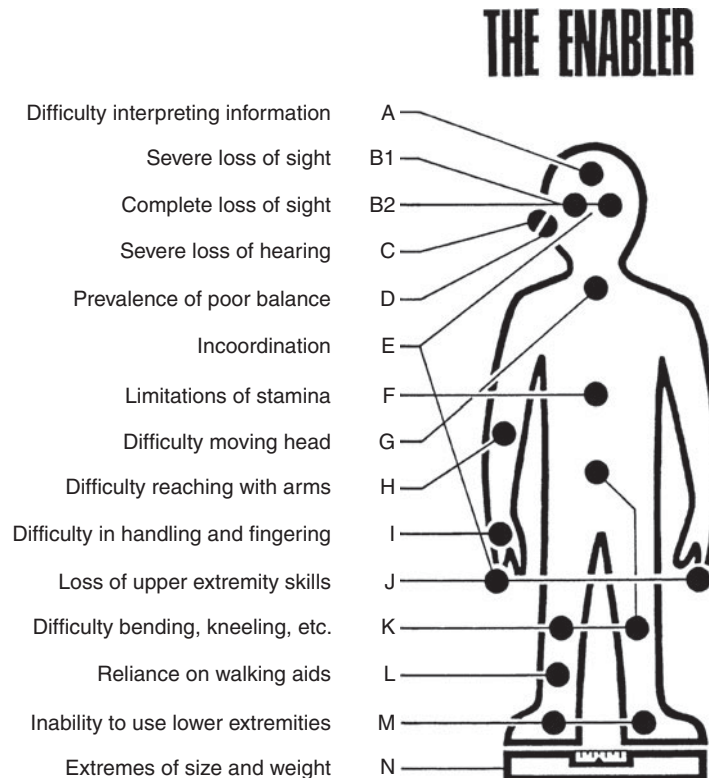 THE ENABLER
Difficulty interpreting information A
Severe loss of sight B1
Complete loss of sight B2
Severe loss of hearing C
Prevalence of poor balance D
Incoordination E
Limitations of stamina F
Difficulty moving head G
Difficulty reaching with arms H
Difficulty in handling and fingering I
Loss of upper extremity skills J
Difficulty bending, kneeling, etc. K
Reliance on walking aids L
Inability to use lower extremities M
Extremes of size and weight N